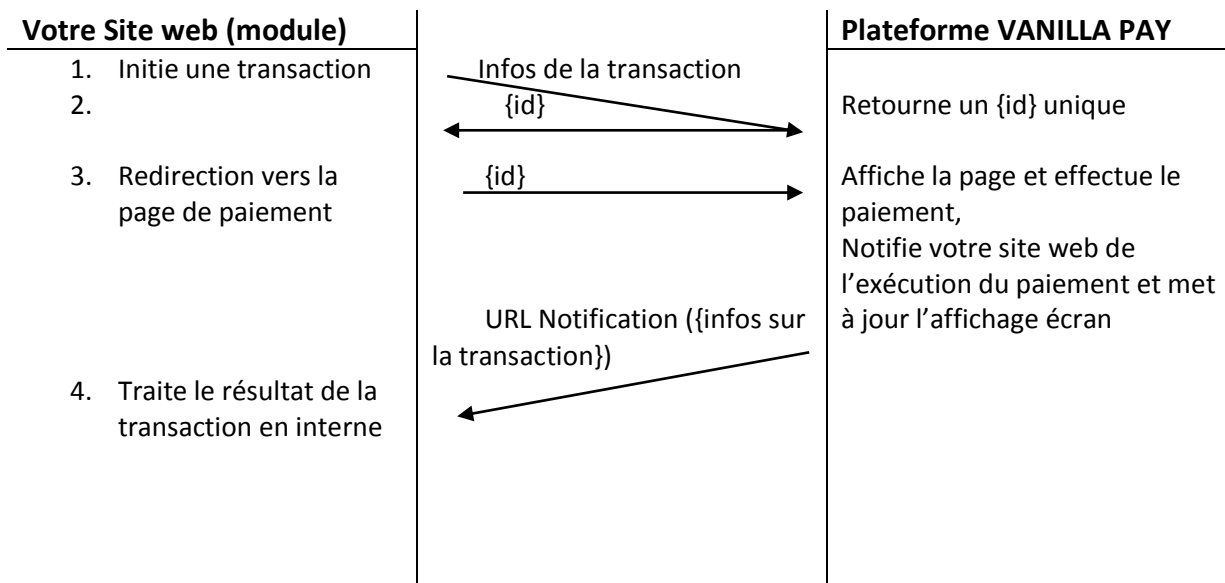 Votre Site web (module)
Plateforme VANILLA PAY
1. Initie une transaction
Infos de la transaction
2.
{id}
Retourne un {id} unique
3. Redirection vers la
page de paiement
{id}
Affiche la page et effectue le
paiement,
Notifie votre site web de
l’exécution du paiement et met
à jour l’affichage écran
URL Notification ({infos sur
la transaction})
4. Traite le résultat de la
transaction en interne